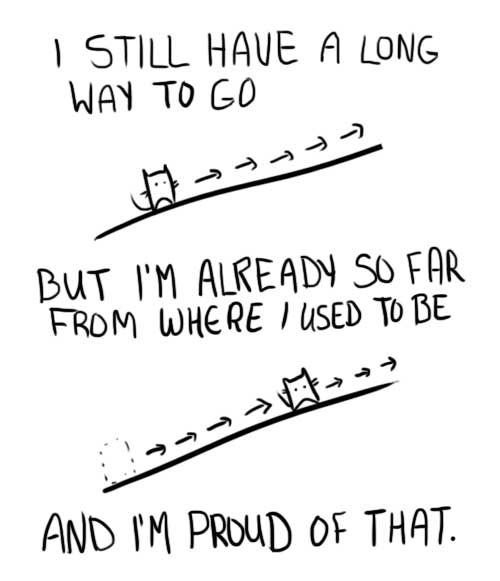 I STILL HAVE A LONG
WAY TO GO
BUT I'M ALREADY SO FAR
FROM WHERE I USED TO BE
AND I'M PROUD OF THAT.